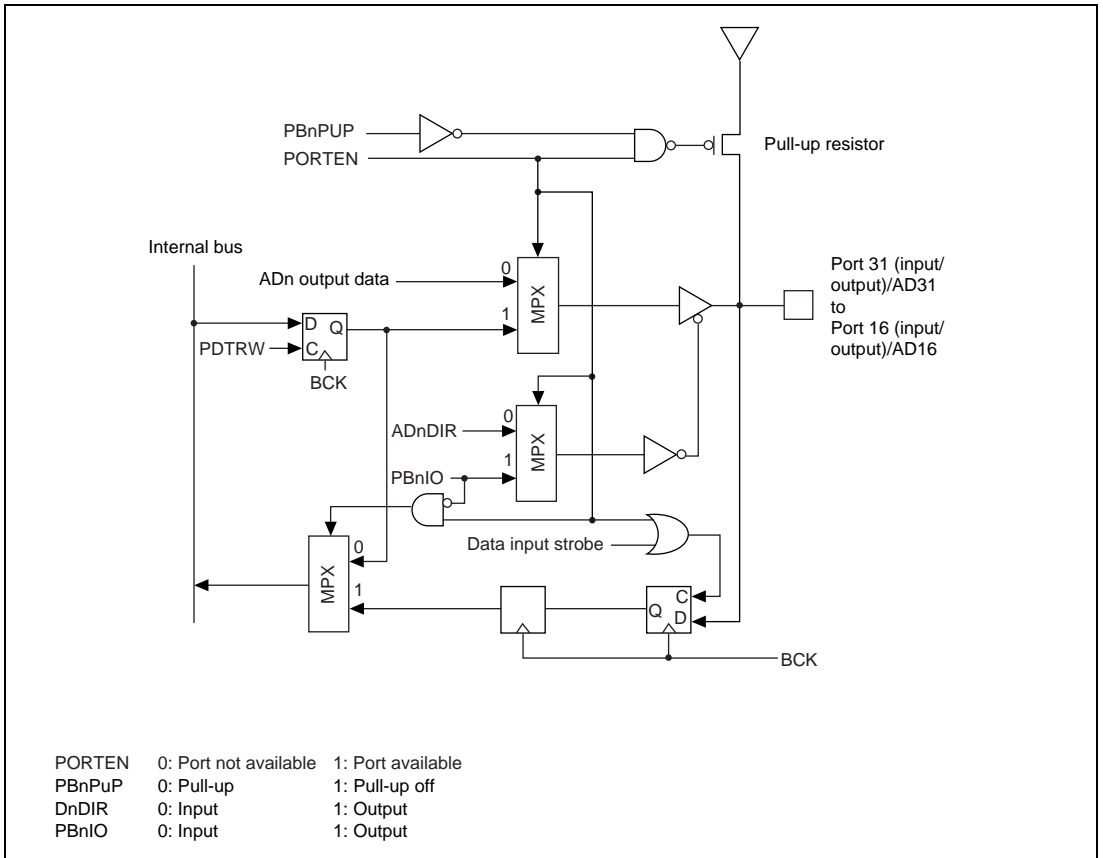 PBnPUP
PORTEN
Pull-up resistor
Internal bus
ADn output data
0
1
MPX
Port 31 (input/
output)/AD31
to
Port 16 (input/
output)/AD16
D Q
PDTRW
C
BCK
ADnDIR
0
PBnIO
1
MPX
Data input strobe
0
MPX
1
C
Q
D
BCK
PORTEN 0: Port not available 1: Port available
PBnPuP 0: Pull-up 1: Pull-up off
DnDIR 0: Input 1: Output
PBnIO 0: Input 1: Output